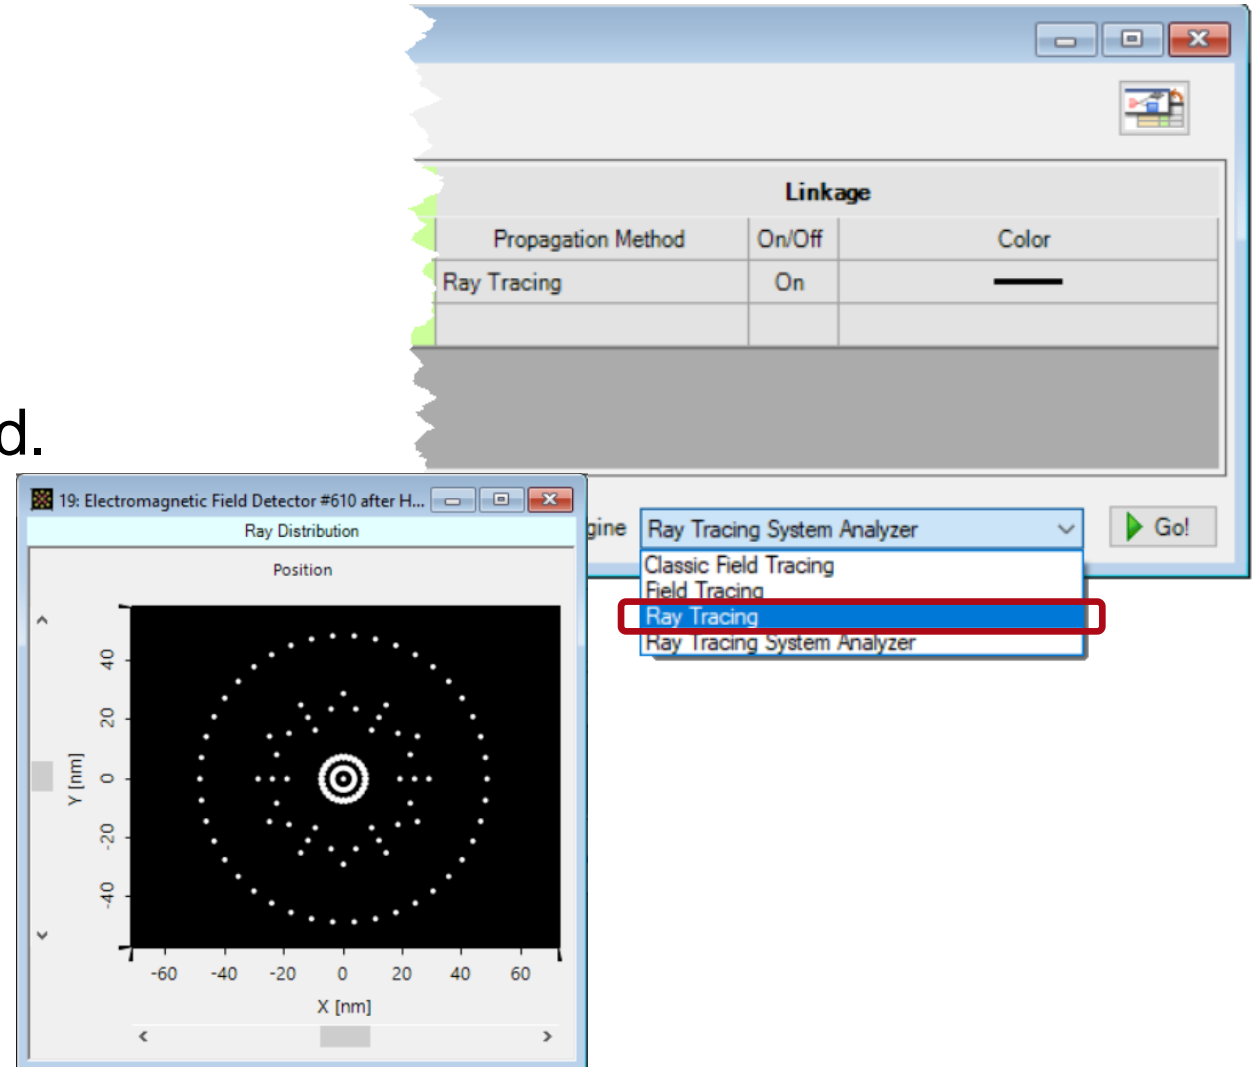 Linkage
Propagation Method On/Off Color
Ray Tracing On
d.
19: Electromagnetic Field Detector #610 after H...
Ray Distribution
Position
gine Ray Tracing System Analyzer Go!
Classic Field Tracing
Field Tracing
Ray Tracing
Ray Tracing System Analyzer
40
20
0
-20
-40
Y [nm]
-60 -40 -20 0 20 40 60
X [nm]